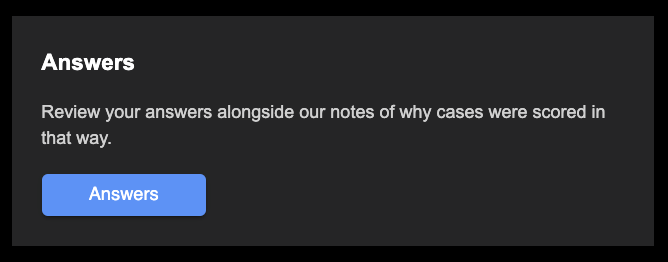 Answers
Review your answers alongside our notes of why cases were scored in
that way.
Answers